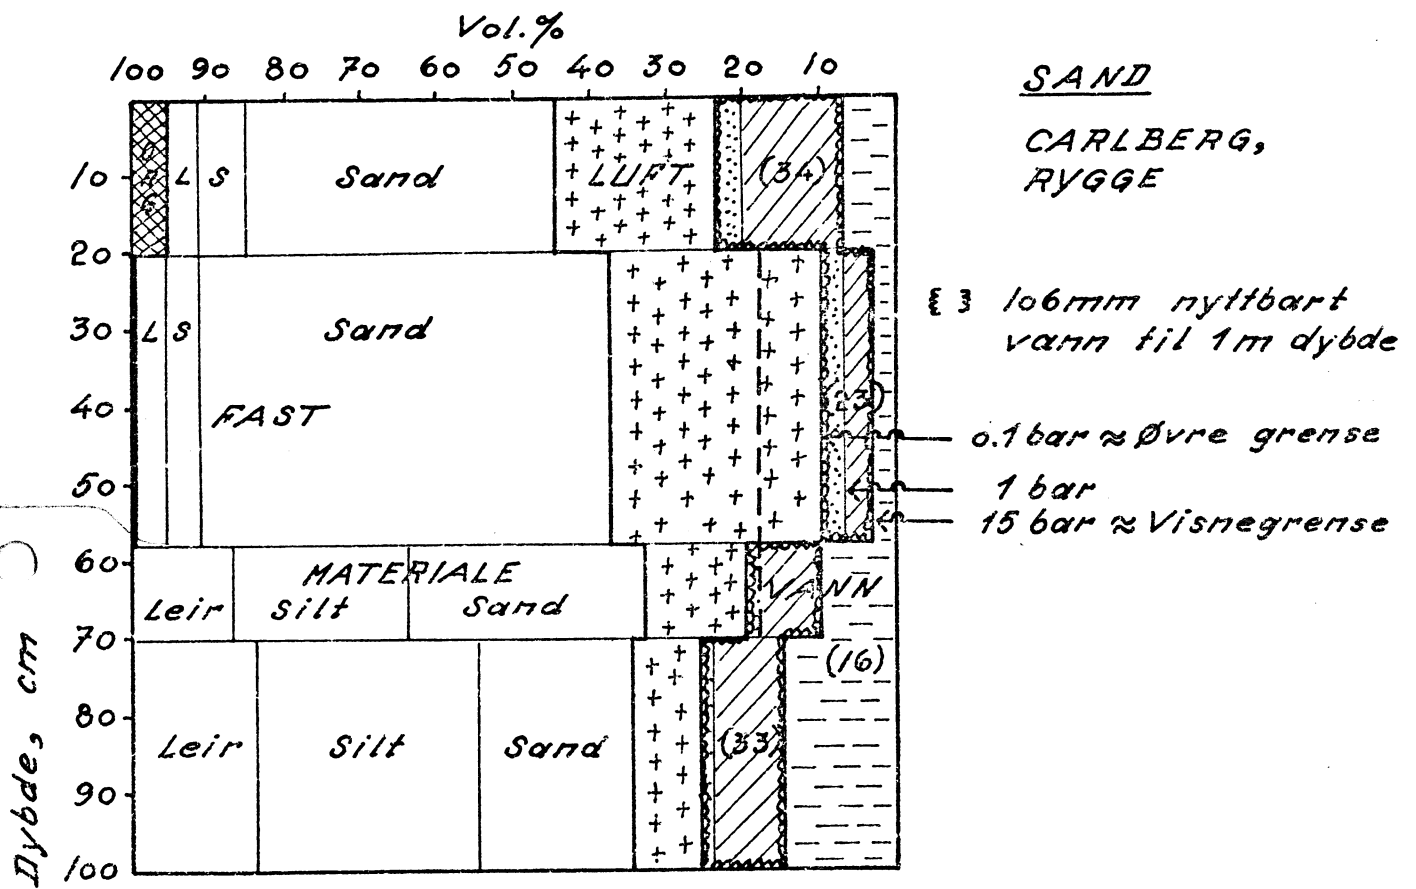 Vol.%
100 90 80 70 60 50 40 30 20 10
SAND
CARLBERG,
RYGGE
ORG
10 L S Sand LUFT (34)
20
30 L S Sand
106mm nyttbart
vann til 1m dybde
40 FAST
0.1 bar ≈ Øvre grense
50
1 bar
15 bar ≈ Visnegrense
60 MATERIALE VANN
Leir Silt Sand
70
(16)
80
Leir Silt Sand (33)
90
100
Dybde, cm